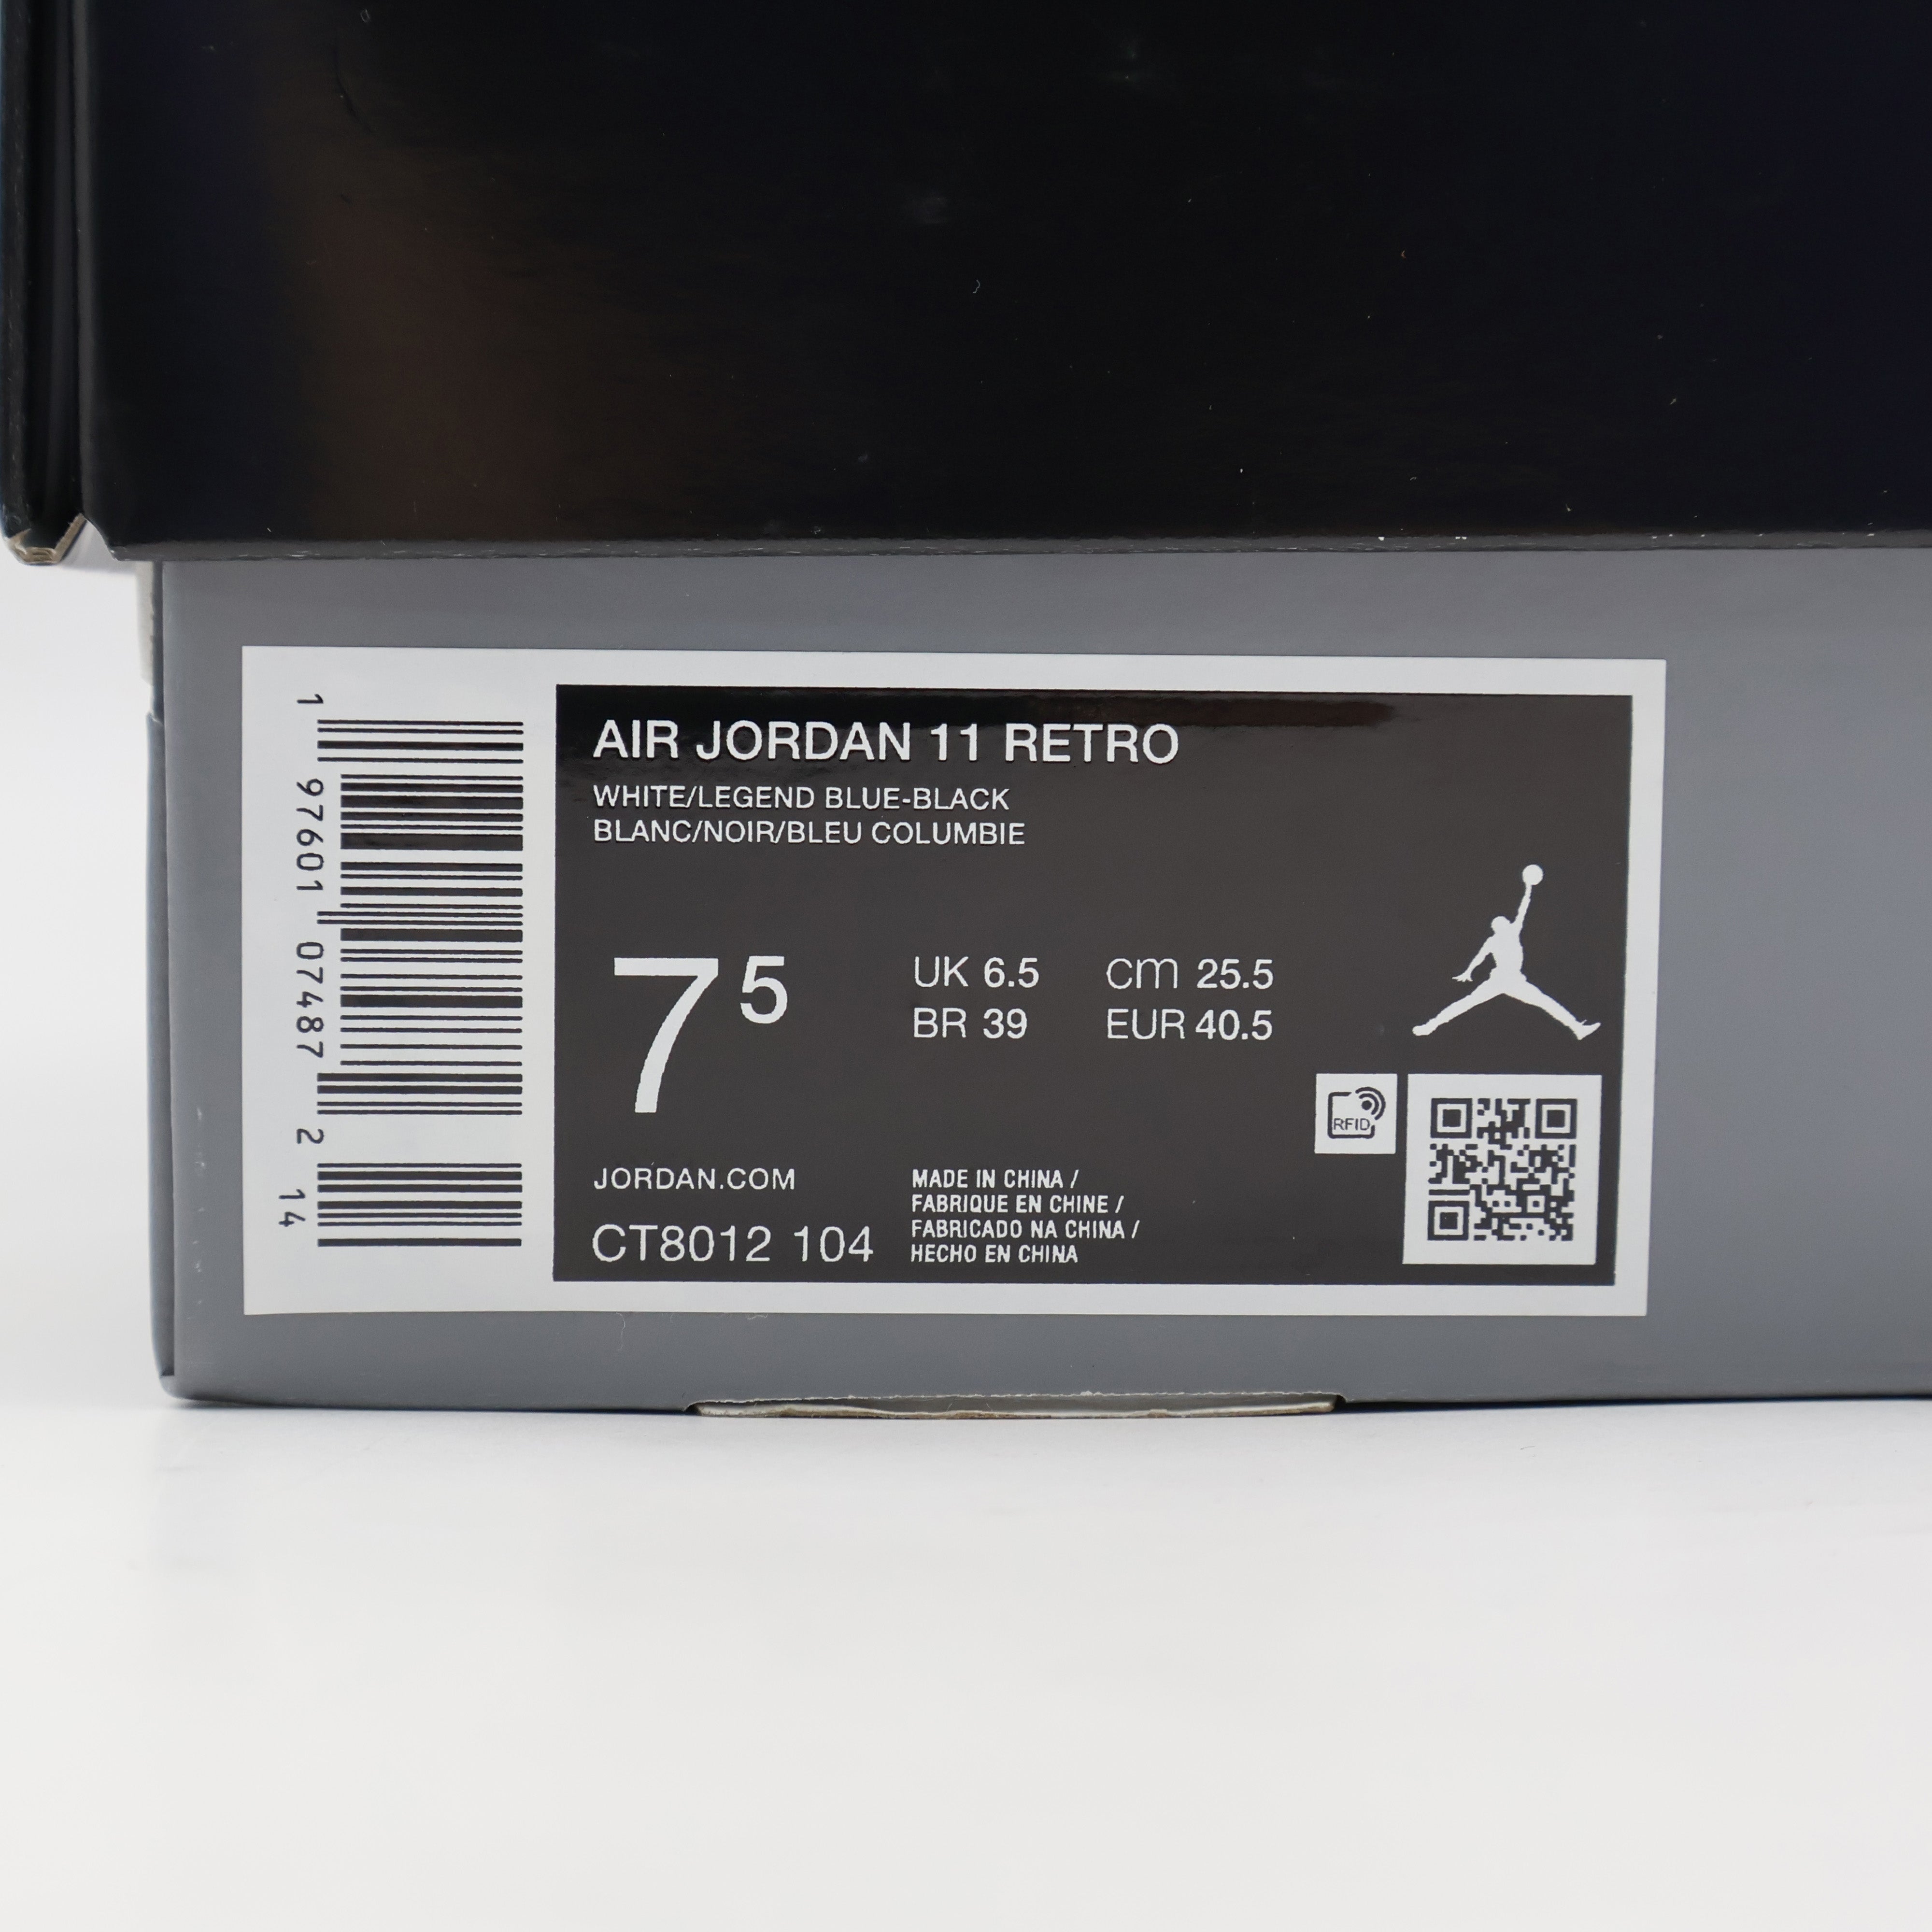 AIR JORDAN 11 RETRO
WHITE/LEGEND BLUE-BLACK
BLANC/NOIR/BLEU COLUMBIE
7 5
UK 6.5 cm 25.5
BR 39 EUR 40.5
RFID
JORDAN.COM
CT8012 104
MADE IN CHINA /
FABRIQUE EN CHINE /
FABRICADO NA CHINA /
HECHO EN CHINA
1 97601 07487 2
14